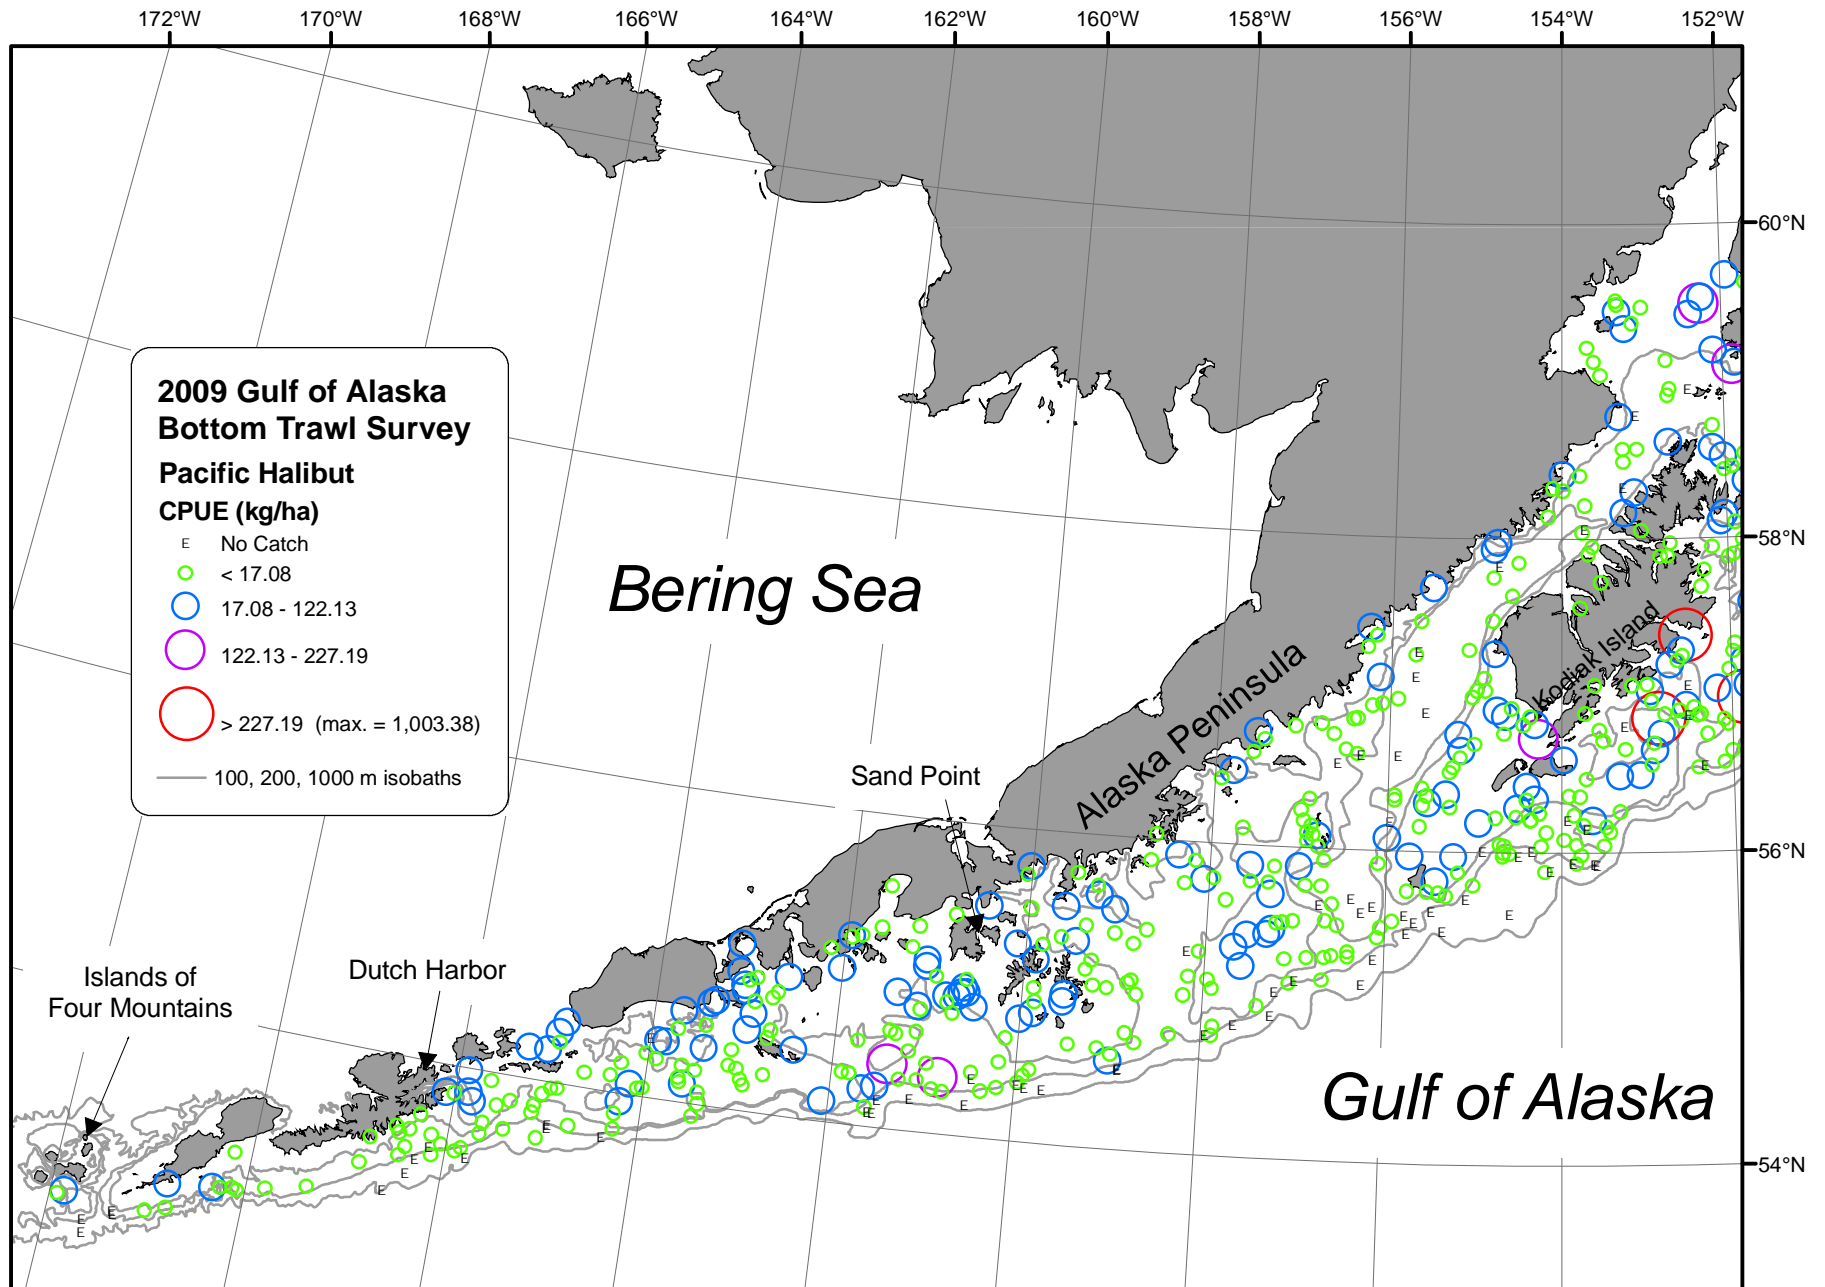 172°W 170°W 168°W 166°W 164°W 162°W 160°W 158°W 156°W 154°W 152°W
60°N
2009 Gulf of Alaska
Bottom Trawl Survey
Pacific Halibut
CPUE (kg/ha)
E No Catch
< 17.08
17.08 - 122.13
122.13 - 227.19
> 227.19 (max. = 1,003.38)
100, 200, 1000 m isobaths
58°N
Bering Sea
Kodiak Island
Alaska Peninsula
Sand Point
56°N
Islands of
Four Mountains
Dutch Harbor
Gulf of Alaska
54°N